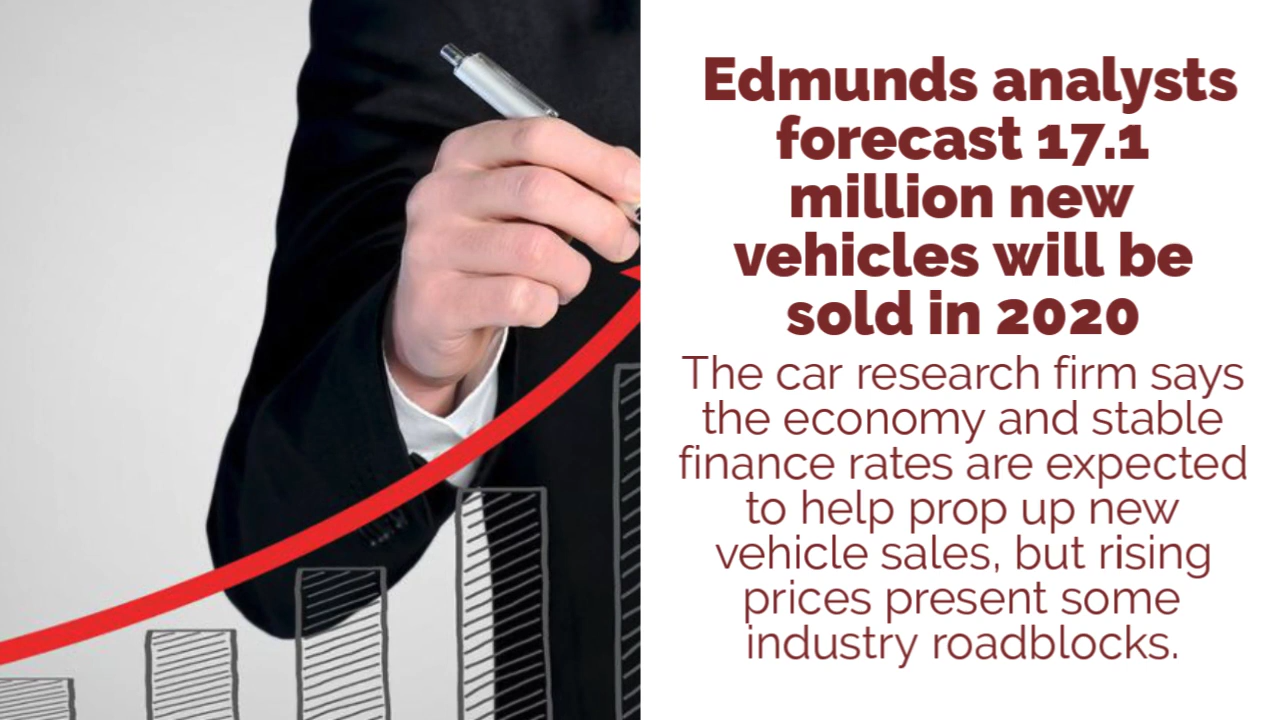 Edmunds analysts
forecast 17.1
million new
vehicles will be
sold in 2020
The car research firm says
the economy and stable
finance rates are expected
to help prop up new
vehicle sales, but rising
prices present some
industry roadblocks.